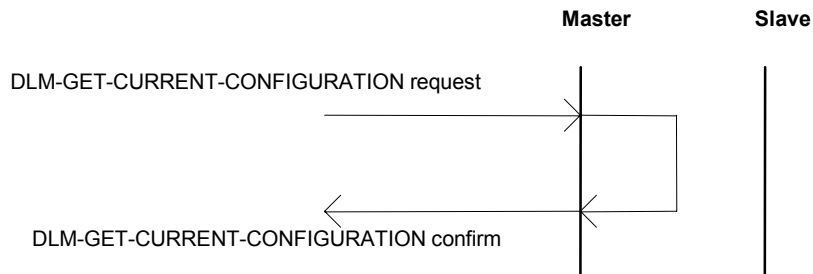 Master Slave
DLM-GET-CURRENT-CONFIGURATION request
DLM-GET-CURRENT-CONFIGURATION confirm